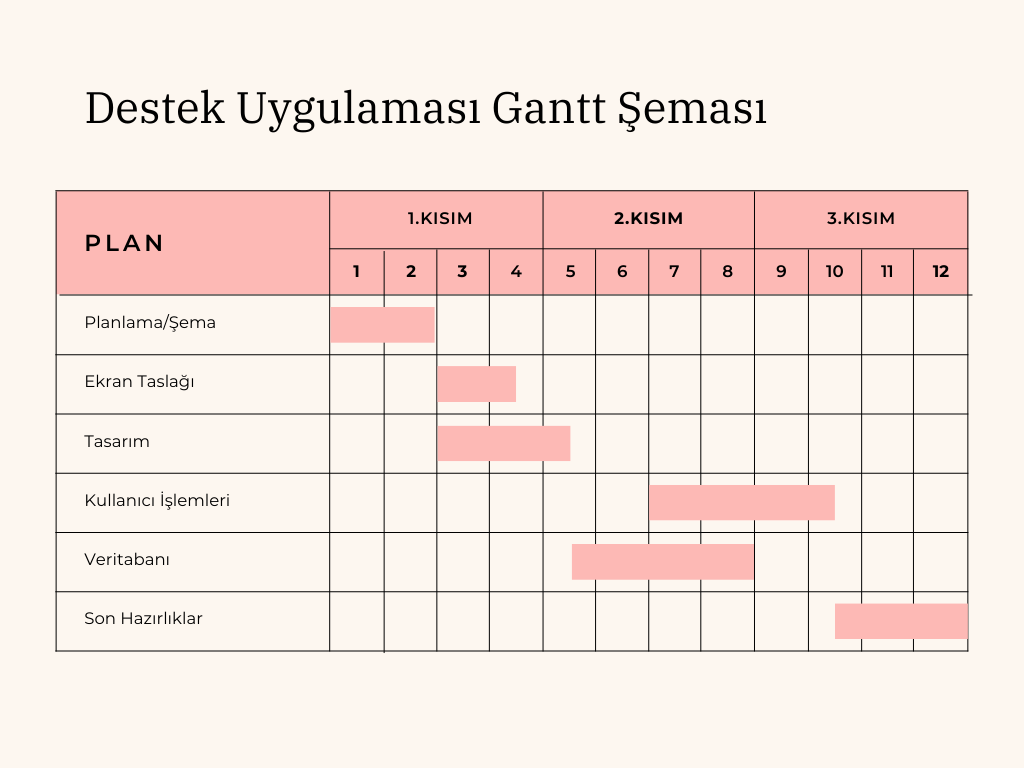 Destek Uygulaması Gantt Şeması
PLAN
1.KISIM 2.KISIM 3.KISIM
1 2 3 4 5 6 7 8 9 10 11 12
Planlama/Şema
Ekran Taslağı
Tasarım
Kullanıcı İşlemleri
Veritabanı
Son Hazırlıklar